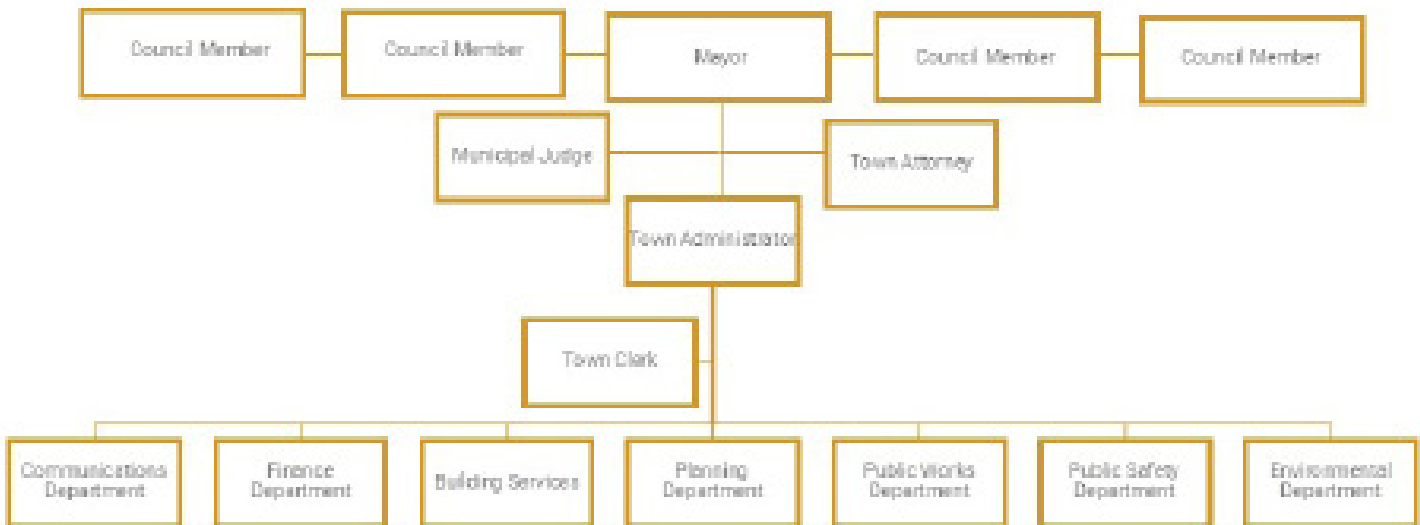 Council Member
Council Member
Mayor
Council Member
Council Member
Municipal Judge
Town Attorney
Town Administrator
Town Clerk
Communications
Department
Finance
Department
Building Services
Planning
Department
Public Works
Department
Public Safety
Department
Environmental
Department